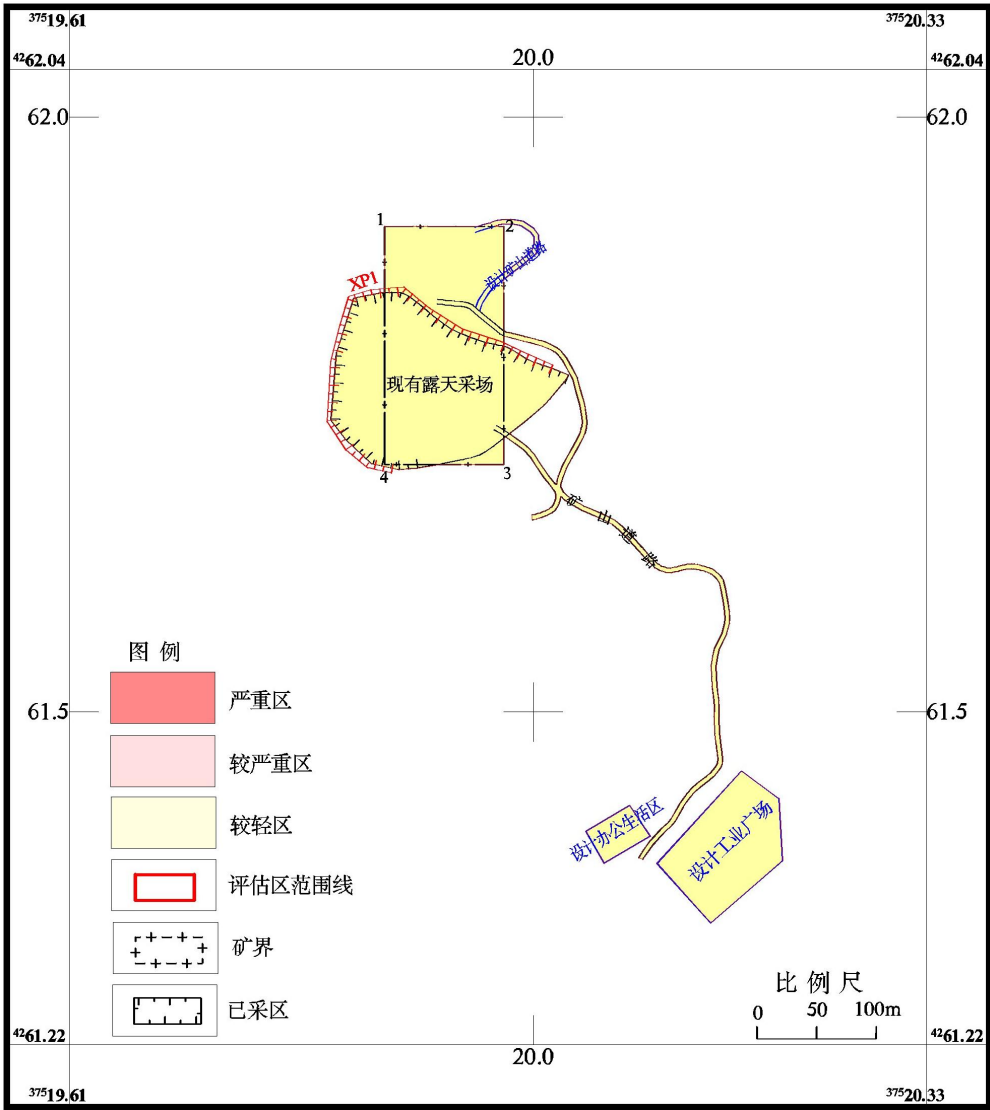 37519.61
37520.33
4262.04
20.0
4262.04
62.0
62.0
1
2
设计矿山道路
XP1
现有露天采场
4
3
矿山道路
图 例
严重区
61.5
61.5
较严重区
较轻区
设计办公生活区
设计工业广场
评估区范围线
矿界
比 例 尺
已采区
0 50 100m
4261.22
20.0
4261.22
37519.61
37520.33